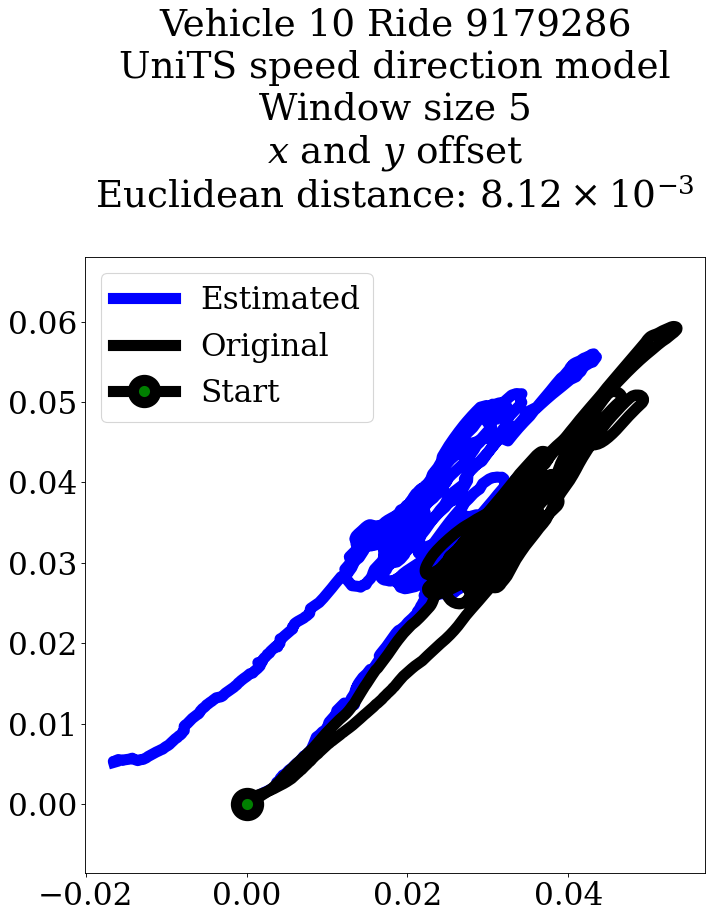 Vehicle 10 Ride 9179286
UniTS speed direction model
Window size 5
x and y offset
Euclidean distance: 8.12 × 10⁻³
Estimated
Original
Start
0.06
0.05
0.04
0.03
0.02
0.01
0.00
−0.02 0.00 0.02 0.04